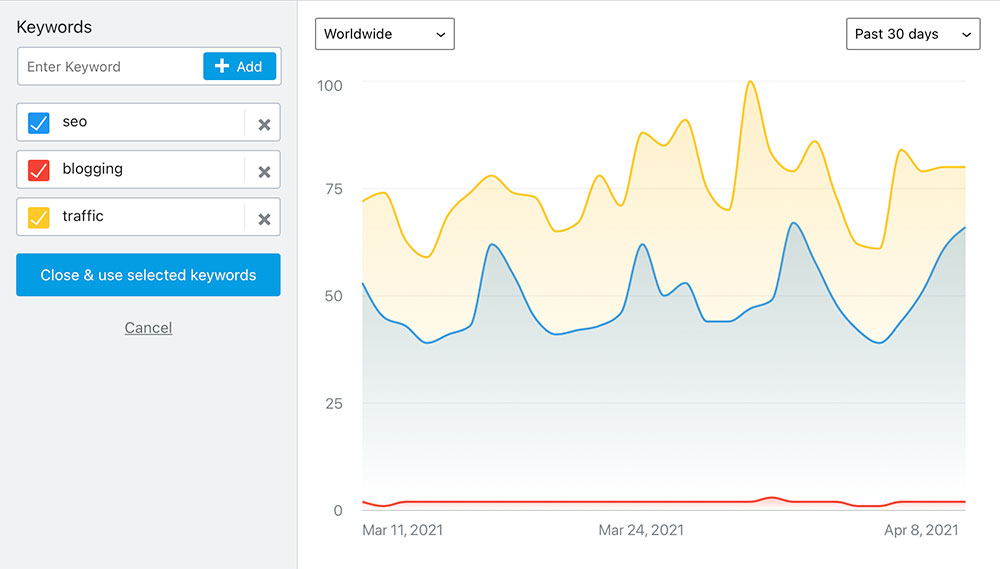 Keywords
Enter Keyword
Add
seo
blogging
traffic
Close & use selected keywords
Cancel
Worldwide
Past 30 days
100
75
50
25
0
Mar 11, 2021
Mar 24, 2021
Apr 8, 2021